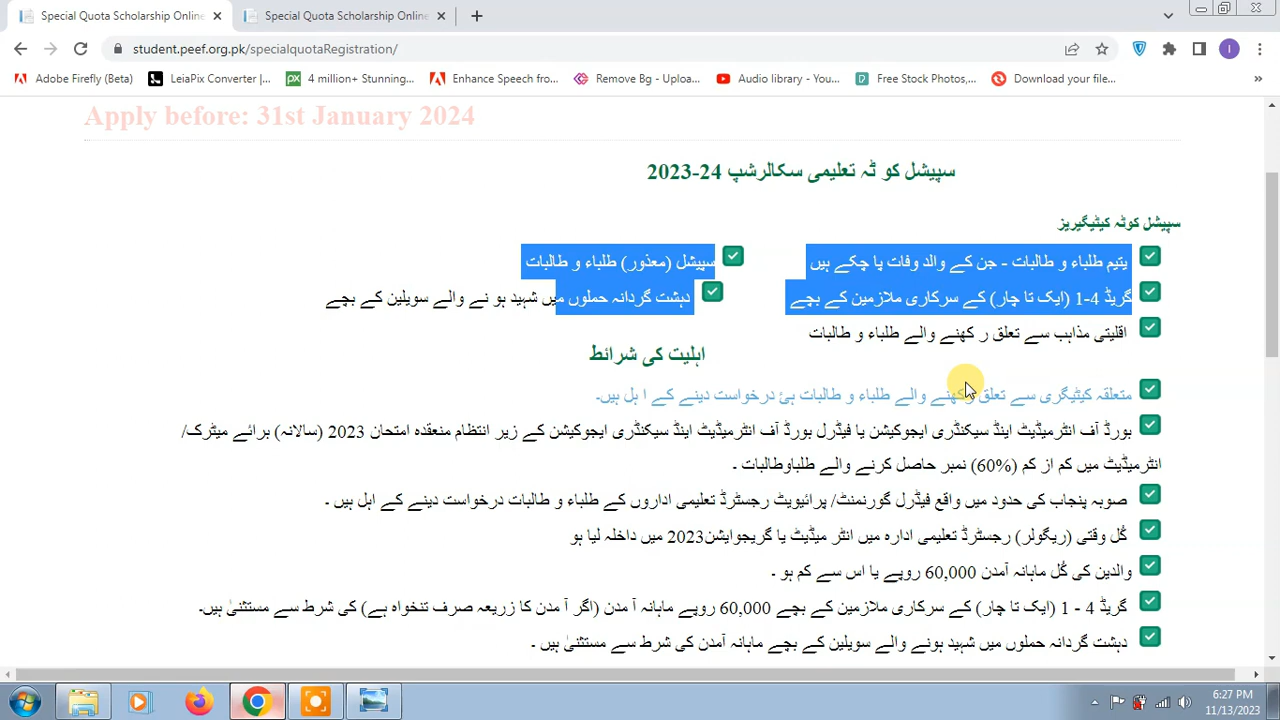 Special Quota Scholarship Online
Special Quota Scholarship Online
student.peef.org.pk/specialquotaRegistration/
I
Adobe Firefly (Beta)
LeiaPix Converter |...
4 million+ Stunning...
Enhance Speech fro...
Remove Bg - Uploa...
Audio library - You...
Free Stock Photos,...
Download your file...
»
Apply before: 31st January 2024
سپیشل کو ٹہ تعلیمی سکالرشپ 24-2023
سپیشل کوٹہ کیٹیگیریز
یتیم طلباء و طالبات - جن کے والد وفات پا چکے ہیں
سپیشل (معذور) طلباء و طالبات
گریڈ 4-1 (ایک تا چار) کے سرکاری ملازمین کے بچے
دہشت گردانہ حملوں میں شہید ہو نے والے سویلین کے بچے
اقلیتی مذاہب سے تعلق ر کھنے والے طلباء و طالبات
اہلیت کی شرائط
متعلقہ کیٹیگری سے تعلق رکھنے والے طلباء و طالبات ہئ درخواست دینے کے ا ہل ہیں۔
بورڈ آف انٹرمیڈیٹ اینڈ سیکنڈری ایجوکیشن یا فیڈرل بورڈ آف انٹرمیڈیٹ اینڈ سیکنڈری ایجوکیشن کے زیر انتظام منعقدہ امتحان 2023 (سالانہ) برائے میٹرک/
انٹرمیڈیٹ میں کم از کم (60%) نمبر حاصل کرنے والے طلباوطالبات ۔
صوبہ پنجاب کی حدود میں واقع فیڈرل گورنمنٹ/ پرائیویٹ رجسٹرڈ تعلیمی اداروں کے طلباء و طالبات درخواست دینے کے اہل ہیں ۔
کُل وقتی (ریگولر) رجسٹرڈ تعلیمی ادارہ میں انٹر میڈیٹ یا گریجوایشن2023 میں داخلہ لیا ہو
والدین کی کُل ماہانہ آمدن 60,000 روپے یا اس سے کم ہو ۔
گریڈ 4 - 1 (ایک تا چار) کے سرکاری ملازمین کے بچے 60,000 روپے ماہانہ آ مدن (اگر آ مدن کا زریعہ صرف تنخواہ ہے) کی شرط سے مستثنیٰ ہیں۔
دہشت گردانہ حملوں میں شہید ہونے والے سویلین کے بچے ماہانہ آمدن کی شرط سے مستثنیٰ ہیں ۔
6:27 PM
11/13/2023